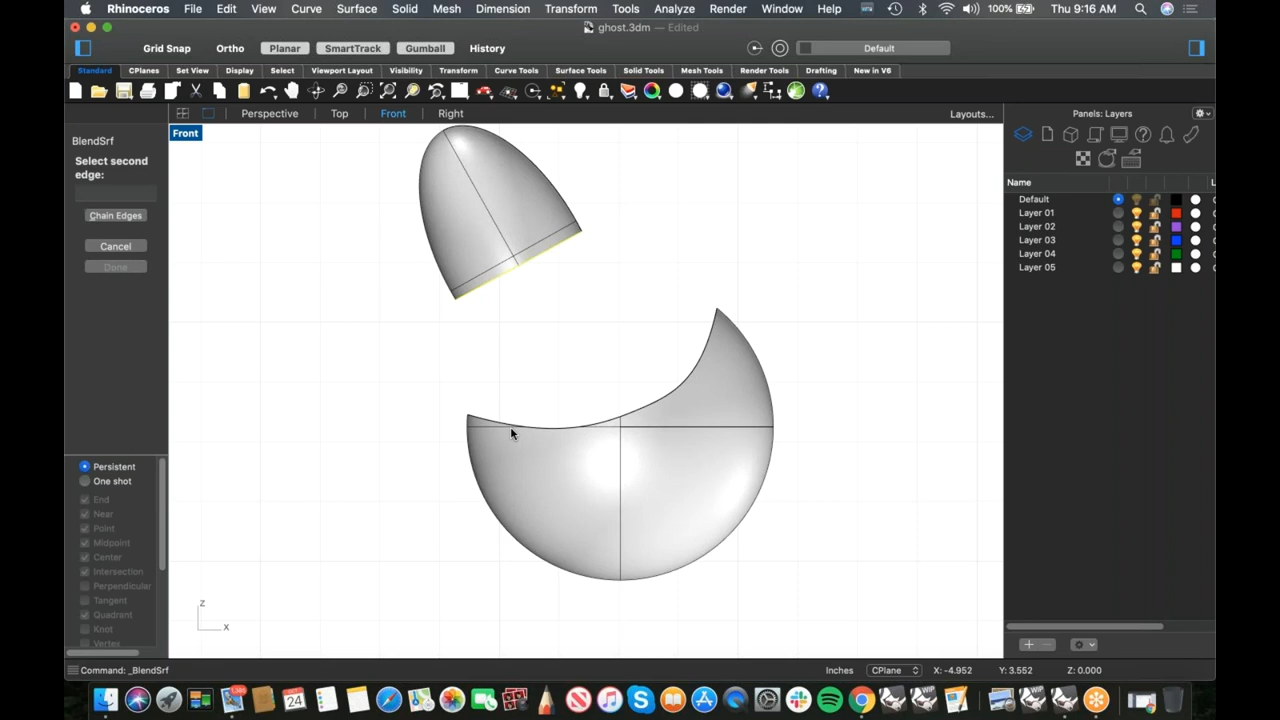 Rhinoceros File Edit View Curve Surface Solid Mesh Dimension Transform Tools Analyze Render Window Help 100% Thu 9:16 AM
ghost.3dm — Edited
Grid Snap Ortho Planar SmartTrack Gumball History Default
Standard CPlanes Set View Display Select Viewport Layout Visibility Transform Curve Tools Surface Tools Solid Tools Mesh Tools Render Tools Drafting New in V6
Perspective Top Front Right Layouts... Panels: Layers
Front
BlendSrf
Select second
edge:
Chain Edges
Cancel
Done
Name L
Default
Layer 01
Layer 02
Layer 03
Layer 04
Layer 05
Persistent
One shot
End
Near
Point
Midpoint
Center
Intersection
Perpendicular
Tangent
Quadrant
Knot
Vertex
Z
X
Command: _BlendSrf Inches CPlane X: -4.952 Y: 3.552 Z: 0.000
24